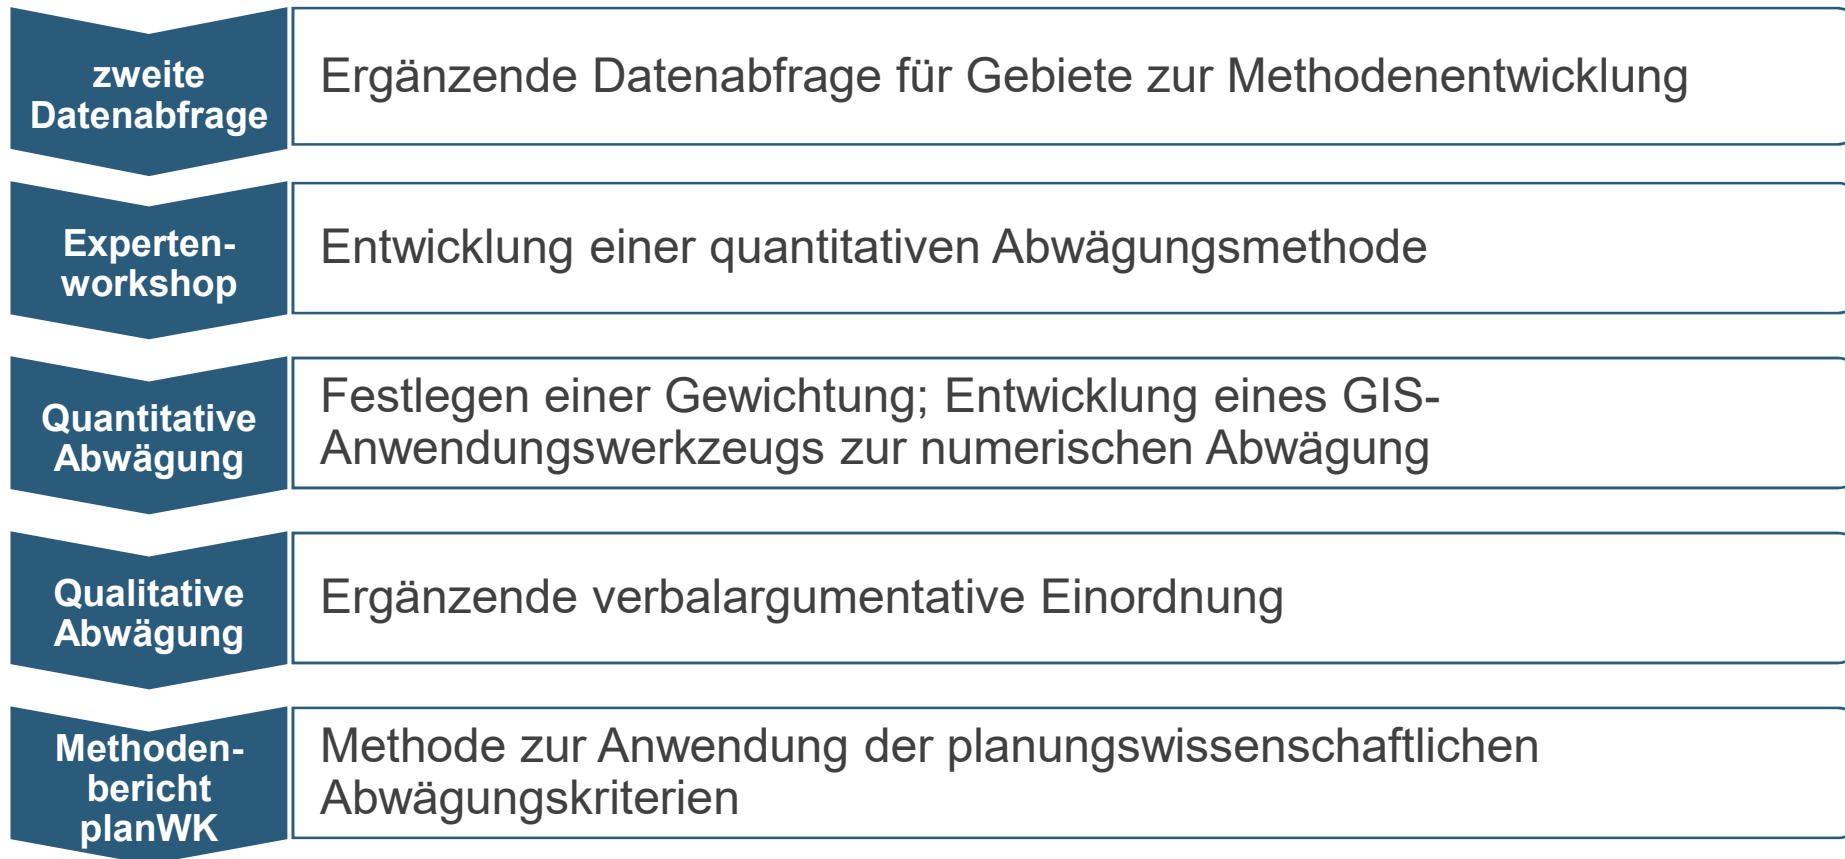 zweite
Datenabfrage
Ergänzende Datenabfrage für Gebiete zur Methodenentwicklung
Experten-
workshop
Entwicklung einer quantitativen Abwägungsmethode
Quantitative
Abwägung
Festlegen einer Gewichtung; Entwicklung eines GIS-
Anwendungswerkzeugs zur numerischen Abwägung
Qualitative
Abwägung
Ergänzende verbalargumentative Einordnung
Methoden-
bericht
planWK
Methode zur Anwendung der planungswissenschaftlichen
Abwägungskriterien